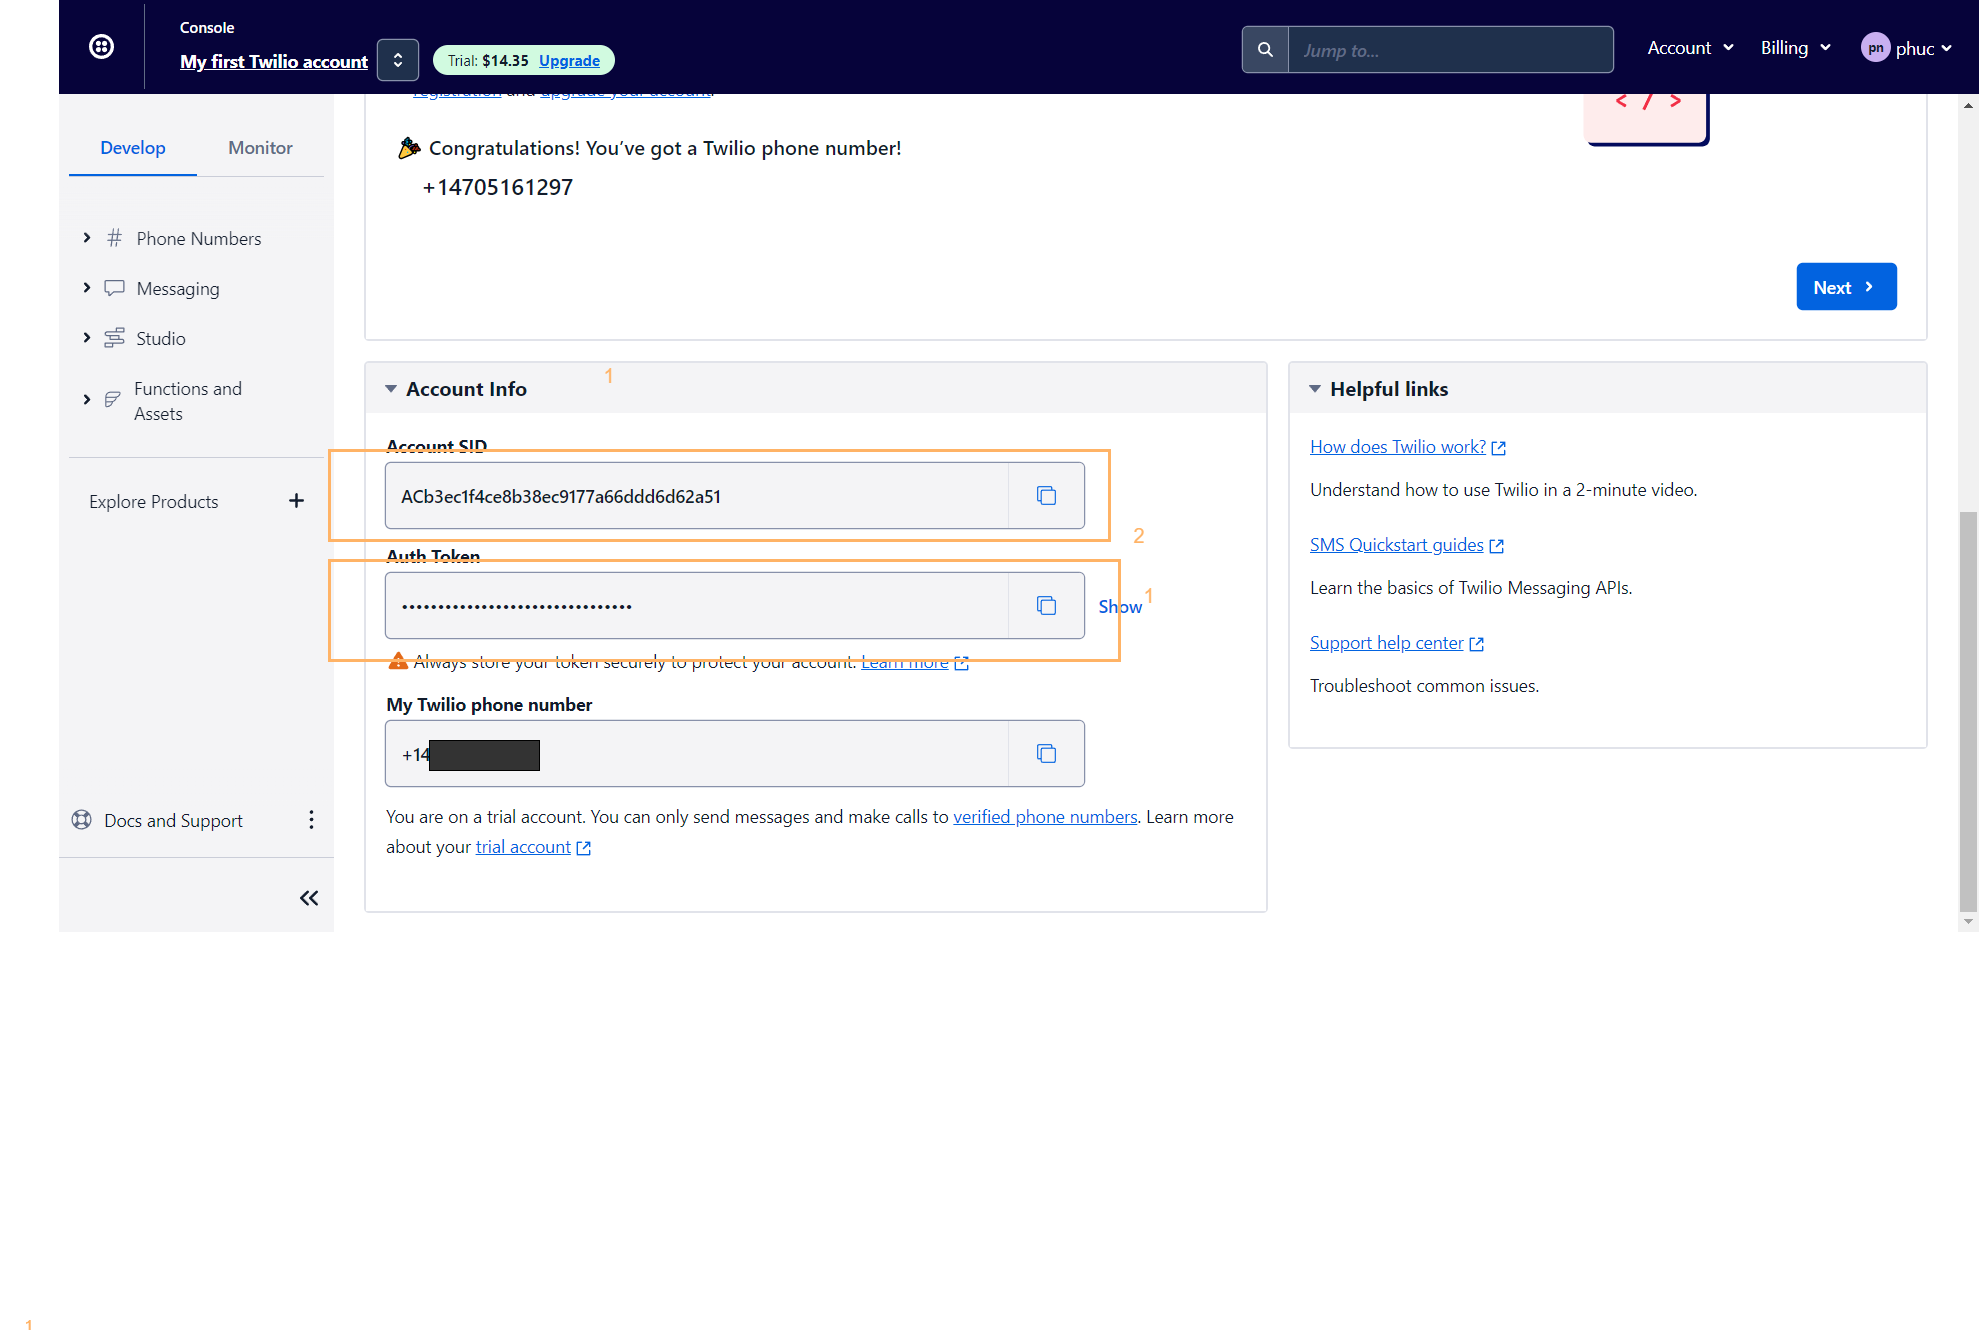 Console
My first Twilio account
Trial: $14.35 Upgrade
Jump to...
Account
Billing
pn phuc
Develop
Monitor
Phone Numbers
Messaging
Studio
Functions and
Assets
Explore Products
Docs and Support
registration and upgrade your account.
Congratulations! You've got a Twilio phone number!
+14705161297
</>
Next
Account Info
1
Account SID
ACb3ec1f4ce8b38ec9177a66ddd6d62a51
2
Auth Token
••••••••••••••••••••••••••••••••
Show
1
Always store your token securely to protect your account. Learn more
My Twilio phone number
+14
You are on a trial account. You can only send messages and make calls to verified phone numbers. Learn more
about your trial account
Helpful links
How does Twilio work?
Understand how to use Twilio in a 2-minute video.
SMS Quickstart guides
Learn the basics of Twilio Messaging APIs.
Support help center
Troubleshoot common issues.
1